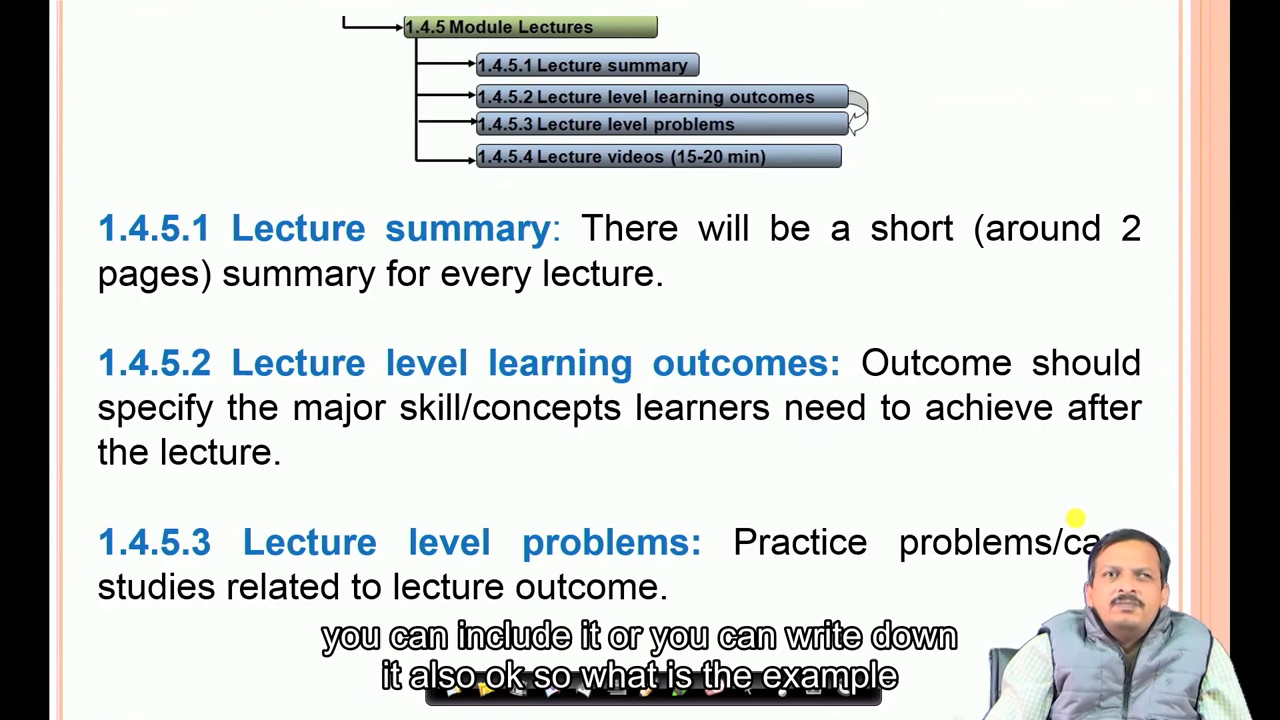 1.4.5 Module Lectures
1.4.5.1 Lecture summary
1.4.5.2 Lecture level learning outcomes
1.4.5.3 Lecture level problems
1.4.5.4 Lecture videos (15-20 min)
1.4.5.1 Lecture summary: There will be a short (around 2
pages) summary for every lecture.
1.4.5.2 Lecture level learning outcomes: Outcome should
specify the major skill/concepts learners need to achieve after
the lecture.
1.4.5.3 Lecture level problems: Practice problems/
studies related to lecture outcome.
you can include it or you can write down
it also ok so what is the example